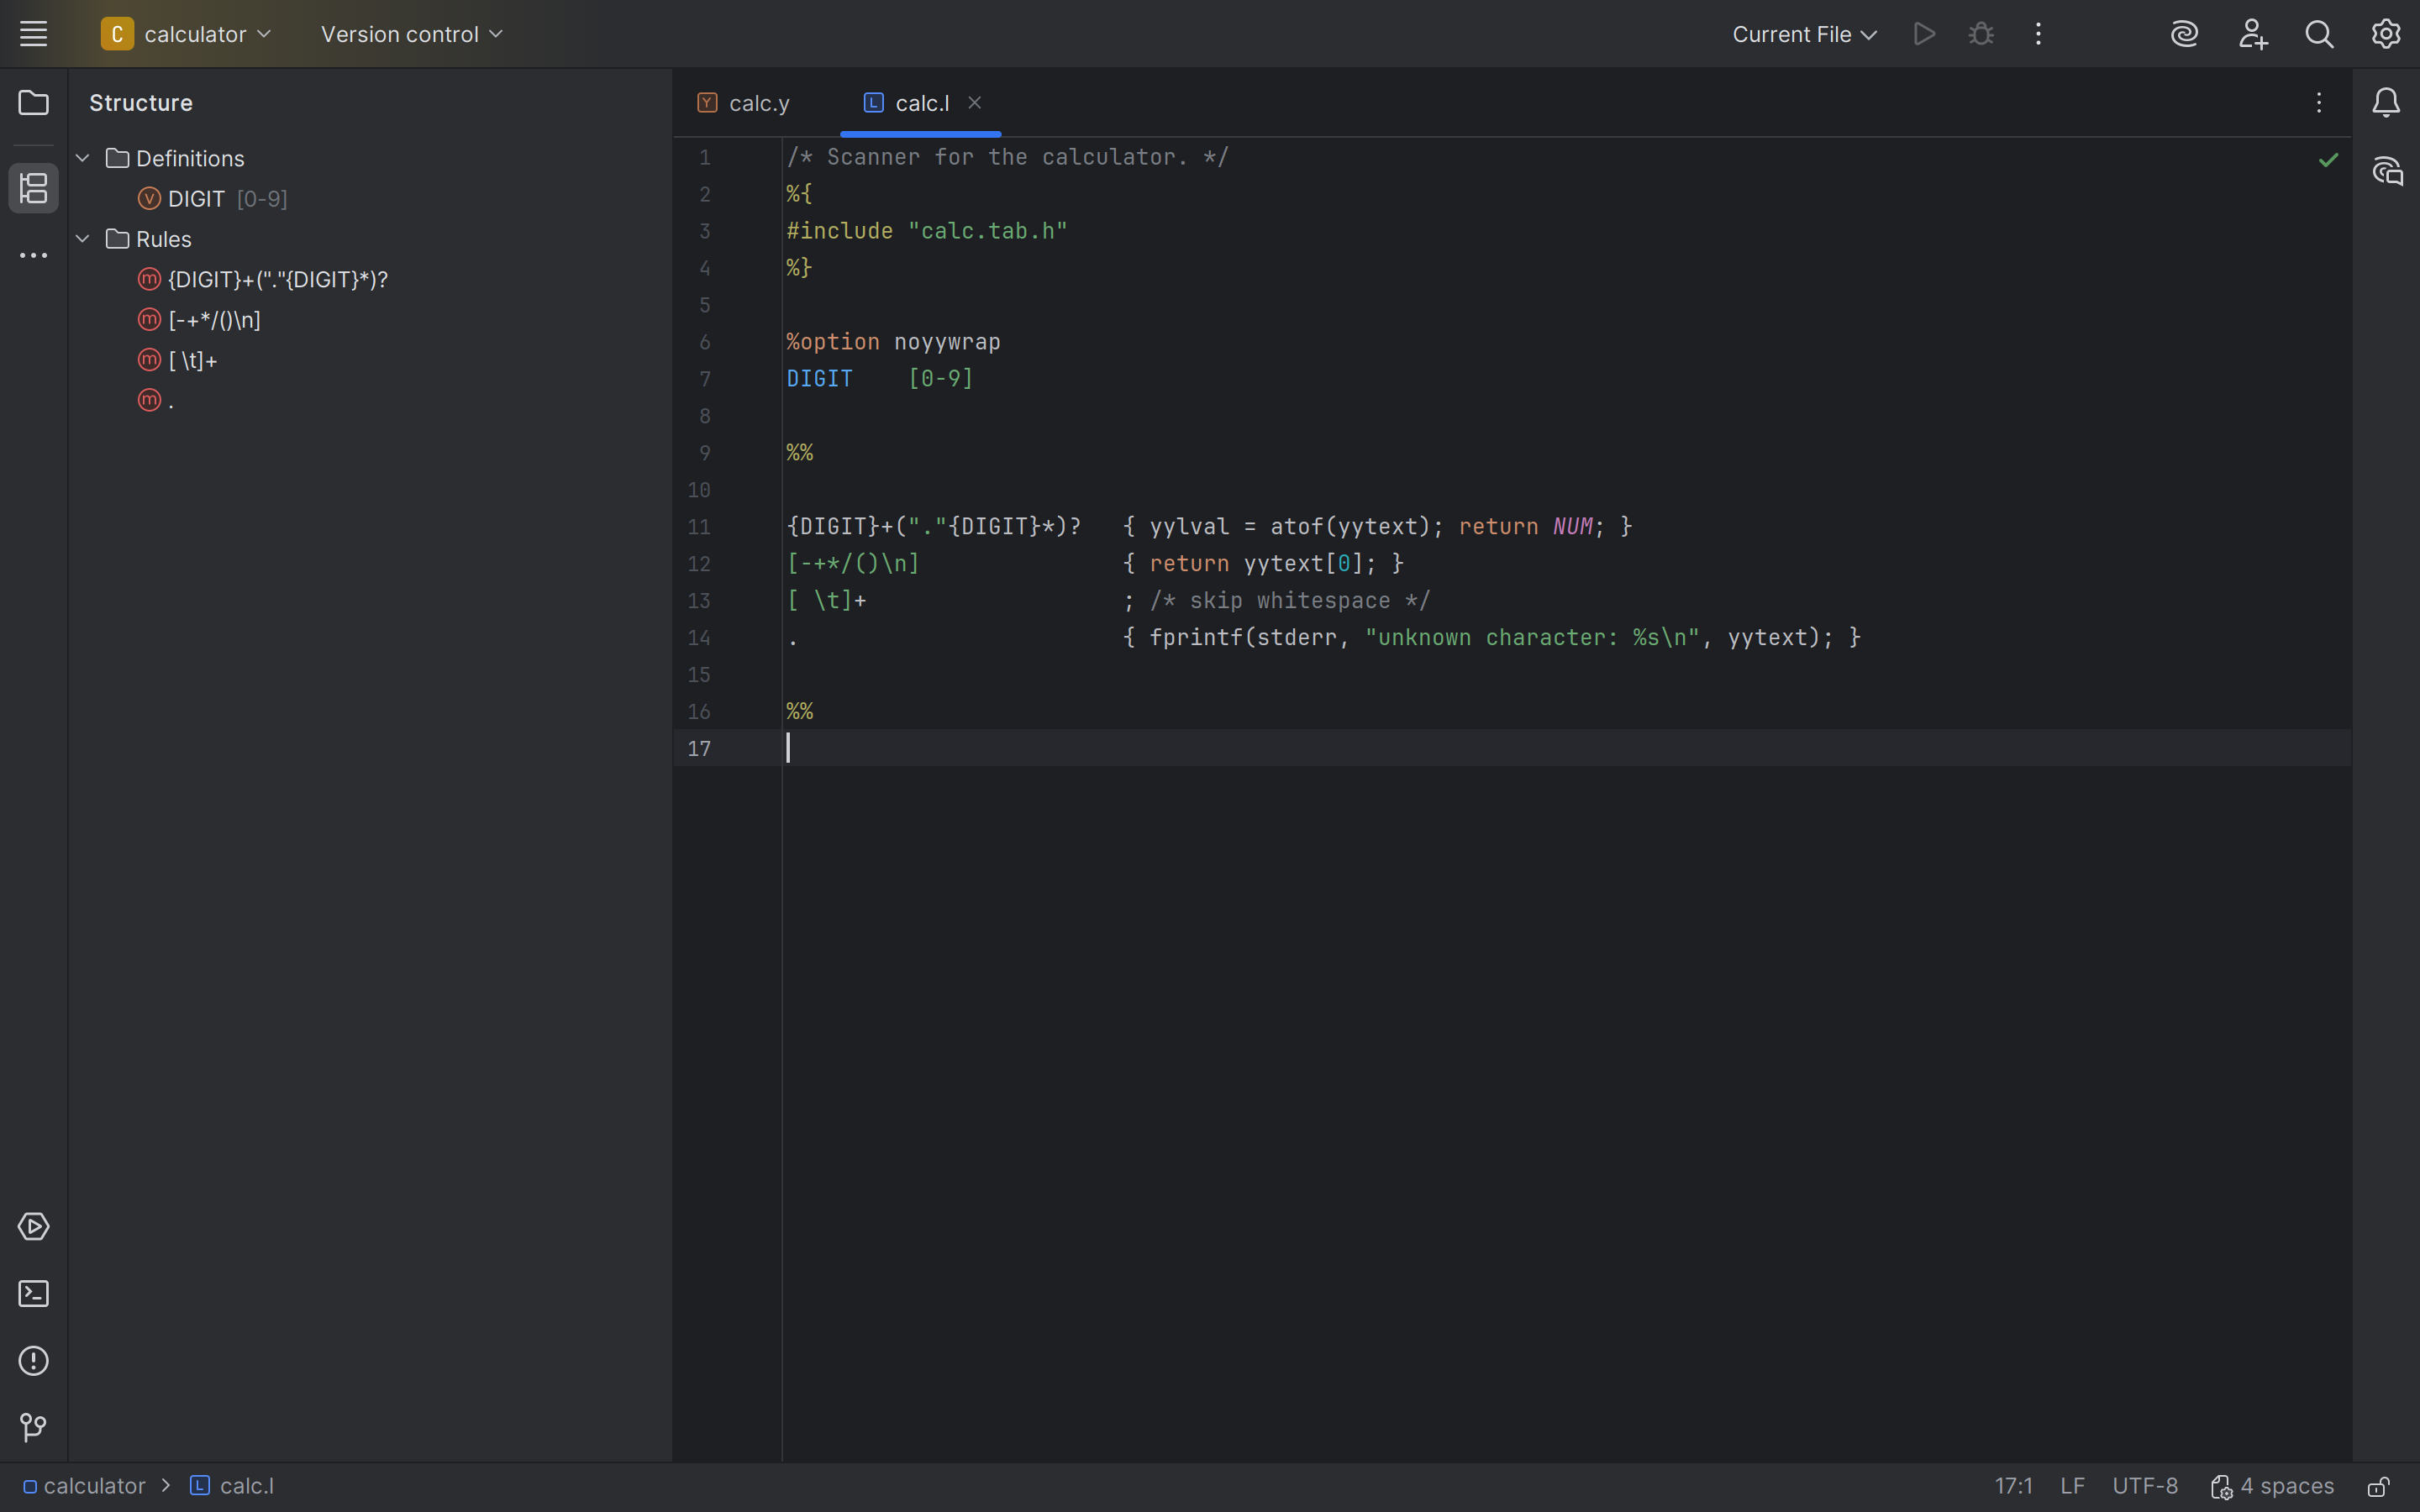 C calculator Version control Current File
Structure
Definitions
V DIGIT [0-9]
Rules
m {DIGIT}+("."{DIGIT}*)?
m [-+*/()\n]
m [ \t]+
m .
Y calc.y L calc.l
1 /* Scanner for the calculator. */
2 %{
3 #include "calc.tab.h"
4 %}
5
6 %option noyywrap
7 DIGIT    [0-9]
8
9 %%
10
11 {DIGIT}+("."{DIGIT}*)?   { yylval = atof(yytext); return NUM; }
12 [-+*/()\n]               { return yytext[0]; }
13 [ \t]+                   ; /* skip whitespace */
14 .                        { fprintf(stderr, "unknown character: %s\n", yytext); }
15
16 %%
17
calculator > L calc.l 17:1 LF UTF-8 4 spaces